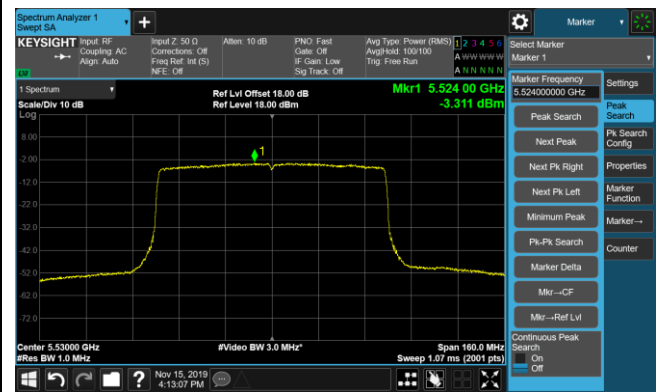 Spectrum Analyzer 1
Swept SA
+
Marker
KEYSIGHT
Input: RF
Coupling: AC
Align: Auto
Input Z: 50 Ω
Corrections: Off
Freq Ref: Int (S)
NFE: Off
Atten: 10 dB
PNO: Fast
Gate: Off
IF Gain: Low
Sig Track: Off
Avg Type: Power (RMS)
Avg|Hold: 100/100
Trig: Free Run
1 2 3 4 5 6
A W W W W W
A N N N N N
LXI
Select Marker
Marker 1
1 Spectrum
Scale/Div 10 dB
Log
Ref Lvl Offset 18.00 dB
Ref Level 18.00 dBm
Mkr1 5.524 00 GHz
-3.311 dBm
8.00
-2.00
-12.0
-22.0
-32.0
-42.0
-52.0
-62.0
-72.0
1
Center 5.53000 GHz
#Res BW 1.0 MHz
#Video BW 3.0 MHz*
Span 160.0 MHz
Sweep 1.07 ms (2001 pts)
Marker Frequency
5.524000000 GHz
Peak Search
Next Peak
Next Pk Right
Next Pk Left
Minimum Peak
Pk-Pk Search
Marker Delta
Mkr→CF
Mkr→Ref Lvl
Continuous Peak
Search
On
Off
Settings
Peak
Search
Pk Search
Config
Properties
Marker
Function
Marker→
Counter
?
Nov 15, 2019
4:13:07 PM